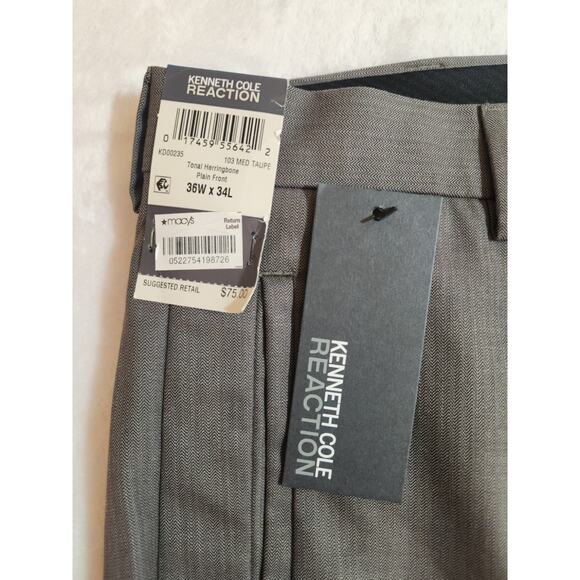 KENNETH COLE
REACTION
0 17459 55642 2
KD00235 103 MED TAUPE
Tonal Herringbone
Plain Front
36W x 34L
★macy's Return
Label
0522754198726
SUGGESTED RETAIL $75.00
KENNETH COLE
REACTION